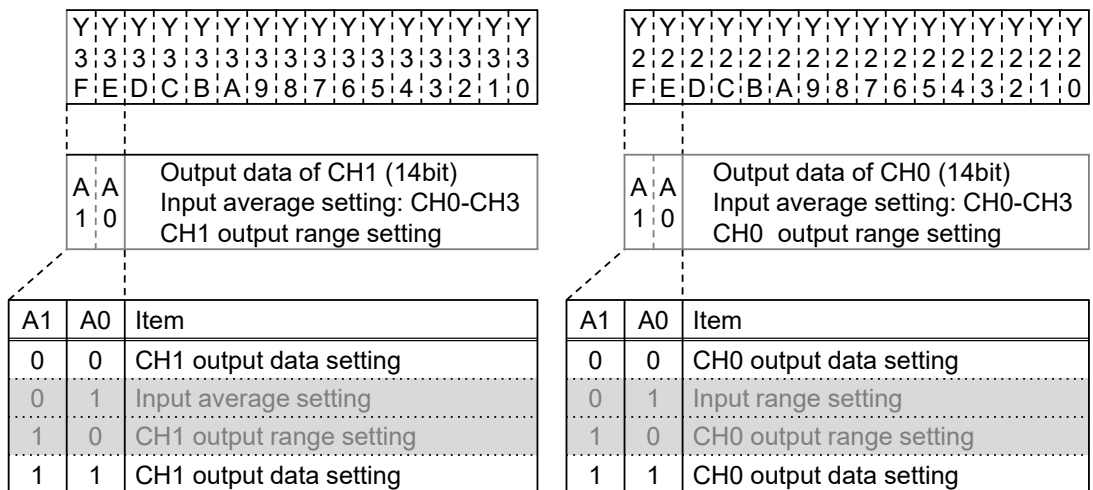 Y Y Y Y Y Y Y Y Y Y Y Y Y Y Y Y
3 3 3 3 3 3 3 3 3 3 3 3 3 3 3 3
F E D C B A 9 8 7 6 5 4 3 2 1 0
A A
1 0
Output data of CH1 (14bit)
Input average setting: CH0-CH3
CH1 output range setting
A1 A0 Item
0 0 CH1 output data setting
0 1 Input average setting
1 0 CH1 output range setting
1 1 CH1 output data setting
Y Y Y Y Y Y Y Y Y Y Y Y Y Y Y Y
2 2 2 2 2 2 2 2 2 2 2 2 2 2 2 2
F E D C B A 9 8 7 6 5 4 3 2 1 0
A A
1 0
Output data of CH0 (14bit)
Input average setting: CH0-CH3
CH0 output range setting
A1 A0 Item
0 0 CH0 output data setting
0 1 Input range setting
1 0 CH0 output range setting
1 1 CH0 output data setting